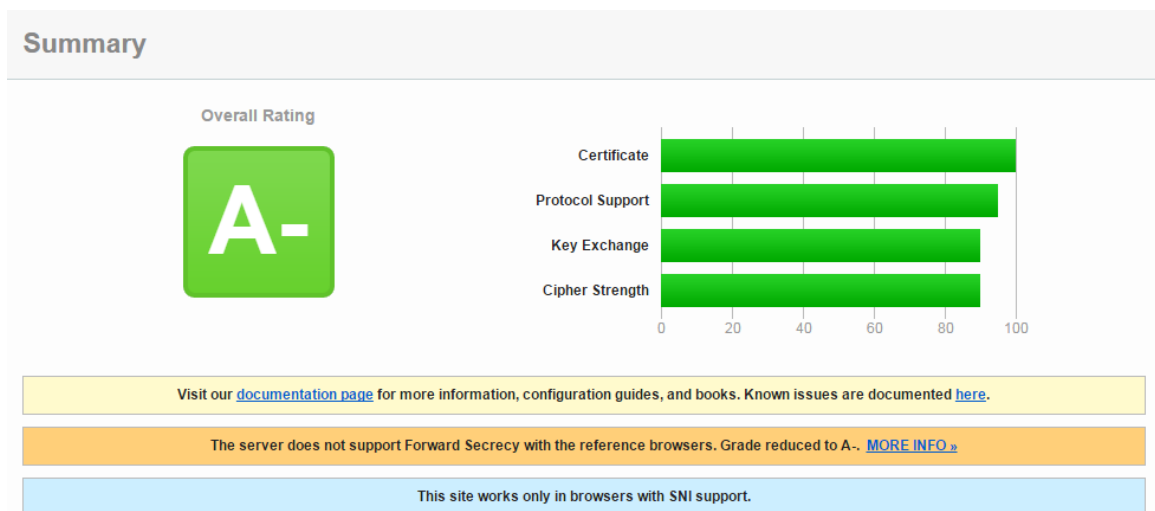 Summary
Overall Rating
A-
Certificate
Protocol Support
Key Exchange
Cipher Strength
0 20 40 60 80 100
Visit our documentation page for more information, configuration guides, and books. Known issues are documented here.
The server does not support Forward Secrecy with the reference browsers. Grade reduced to A-. MORE INFO »
This site works only in browsers with SNI support.